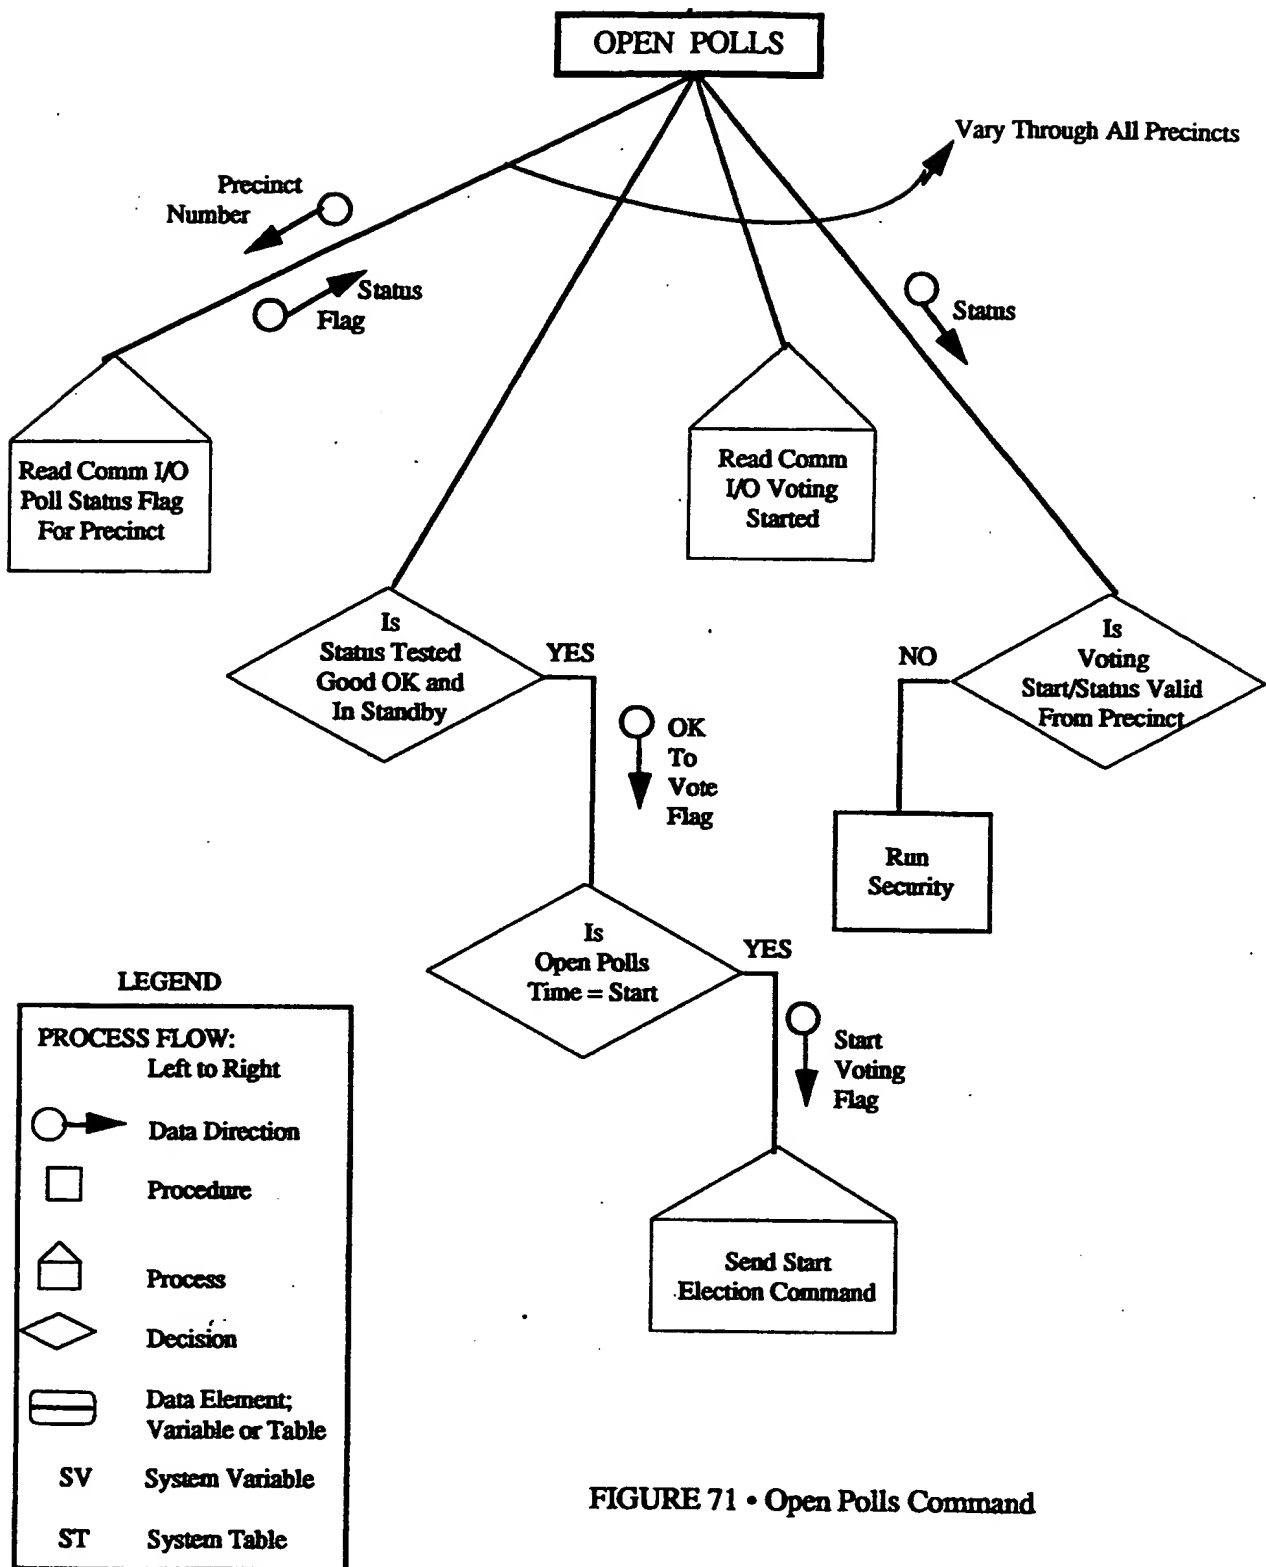 OPEN POLLS
Vary Through All Precincts
Precinct
Number
Status
Flag
Status
Read Comm I/O
Poll Status Flag
For Precinct
Read Comm
I/O Voting
Started
Is
Status Tested
Good OK and
In Standby
YES
NO
Is
Voting
Start/Status Valid
From Precinct
OK
To
Vote
Flag
Run
Security
Is
Open Polls
Time = Start
YES
Start
Voting
Flag
Send Start
Election Command
LEGEND
PROCESS FLOW:
Left to Right
Data Direction
Procedure
Process
Decision
Data Element;
Variable or Table
SV System Variable
ST System Table
FIGURE 71 • Open Polls Command